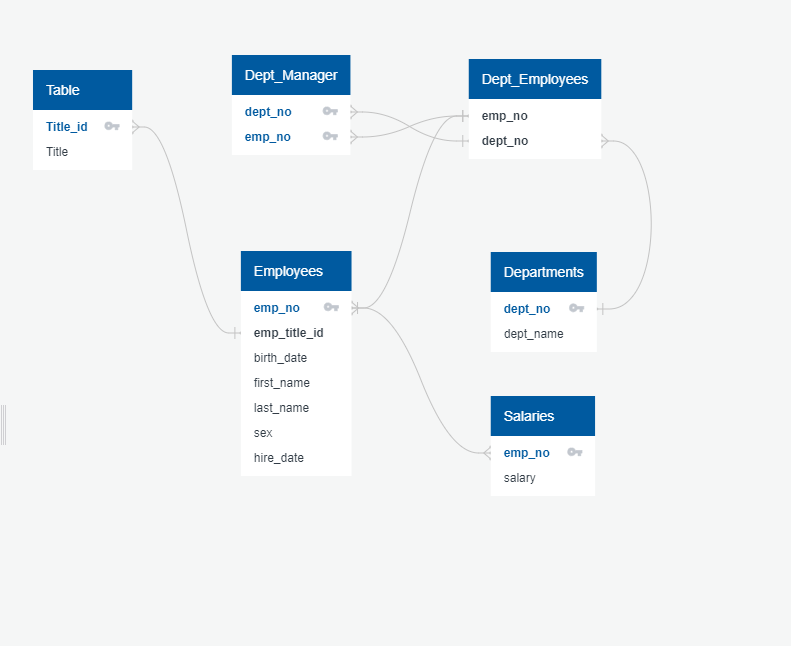 Table
Title_id
Title
Dept_Manager
dept_no
emp_no
Dept_Employees
emp_no
dept_no
Employees
emp_no
emp_title_id
birth_date
first_name
last_name
sex
hire_date
Departments
dept_no
dept_name
Salaries
emp_no
salary